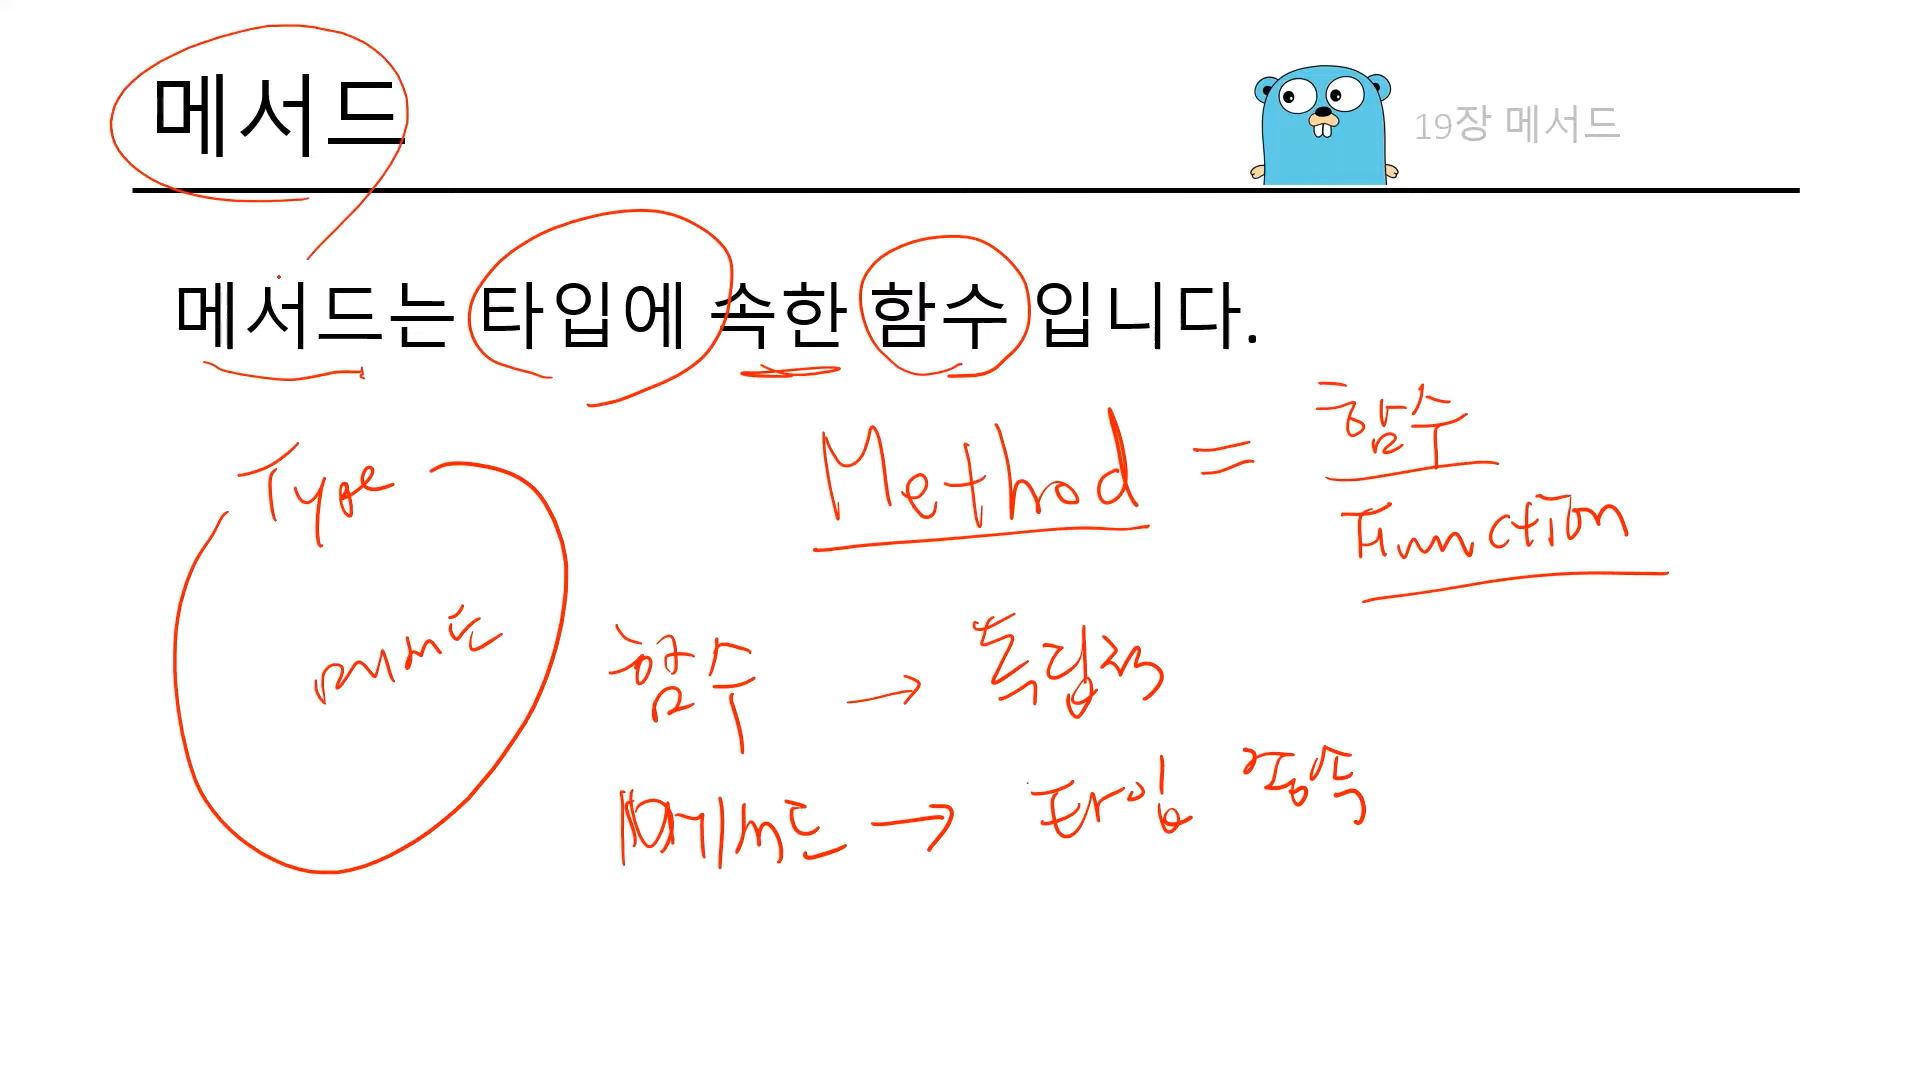 메서드
19장 메서드
메서드는 타입에 속한 함수 입니다.
Method = 함수
Function
Type
메서드
함수 → 독립적
메서드 → 타입 종속